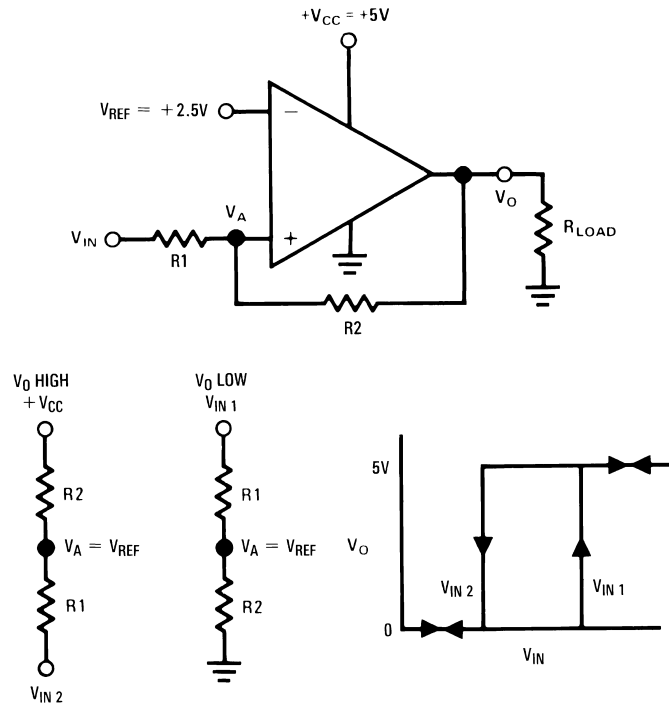 +VCC = +5V
VREF = +2.5V
−
VA
VIN
+
R1
VO
RLOAD
R2
VO HIGH
+ VCC
R2
VA = VREF
R1
VIN 2
VO LOW
VIN 1
R1
VA = VREF
R2
5V
VO
VIN 2
VIN 1
0
VIN